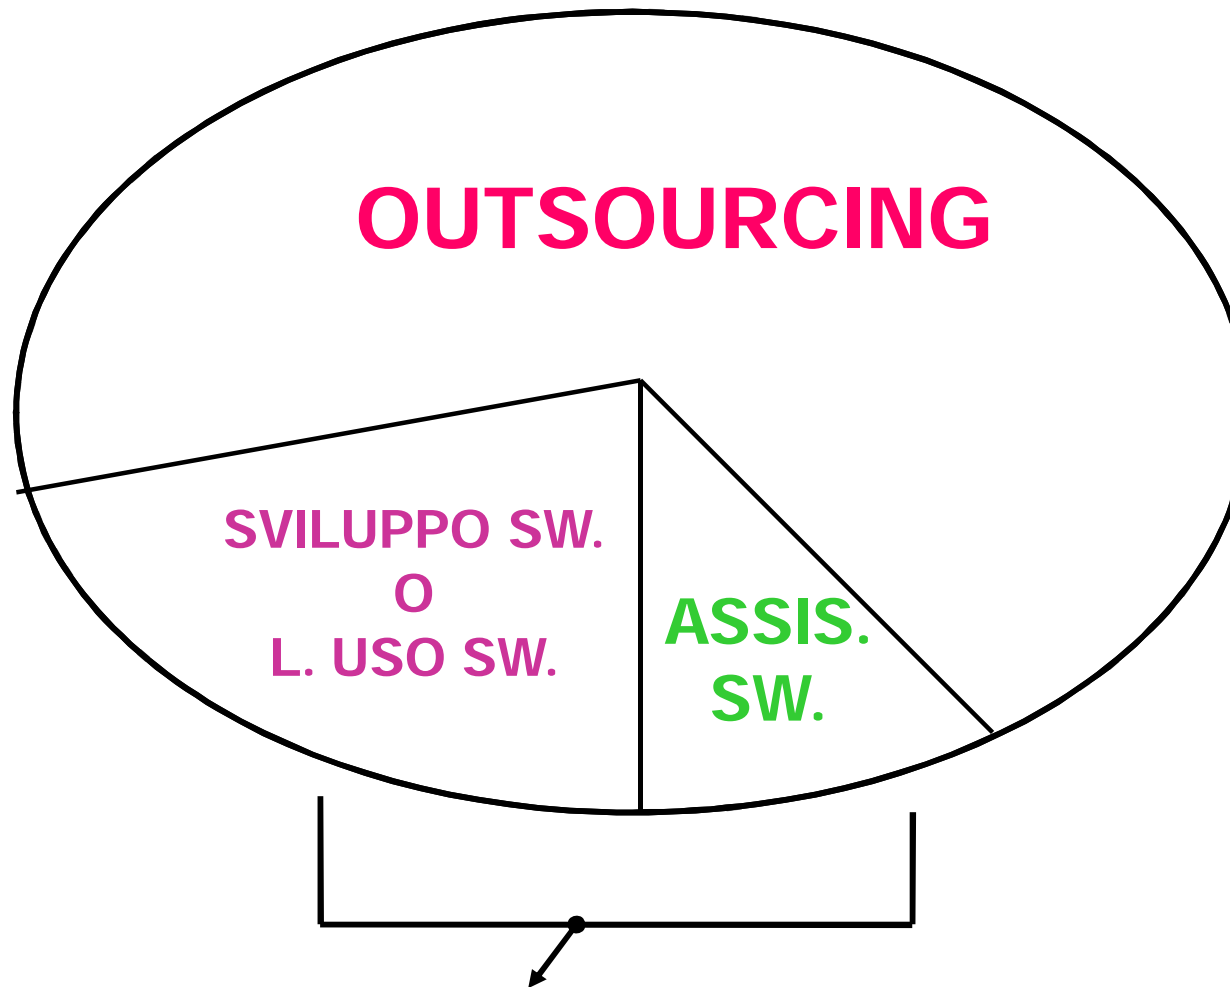 OUTSOURCING
SVILUPPO SW.
O
L. USO SW.
ASSIS.
SW.